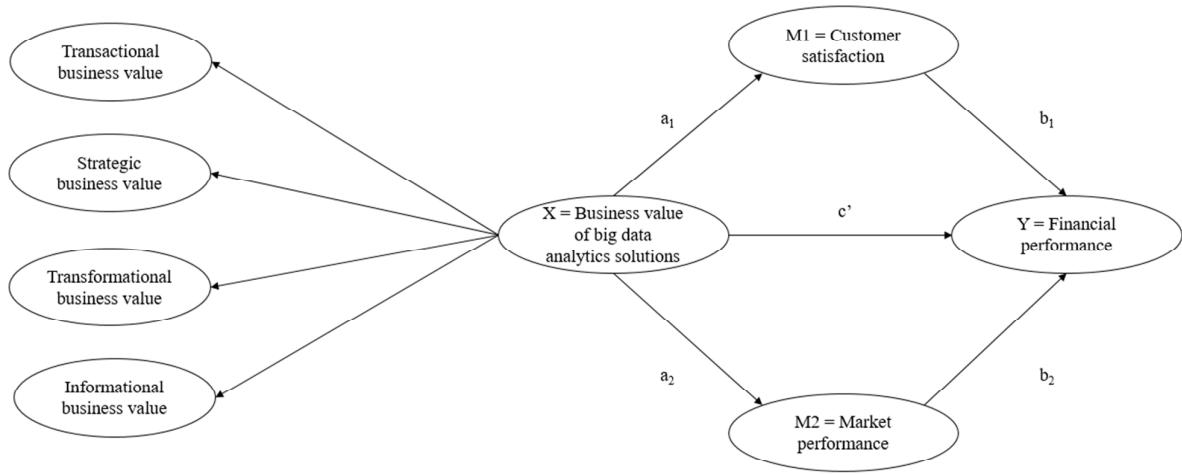 Transactional
business value
Strategic
business value
Transformational
business value
Informational
business value
X = Business value
of big data
analytics solutions
M1 = Customer
satisfaction
a₁
b₁
c’
Y = Financial
performance
a₂
b₂
M2 = Market
performance